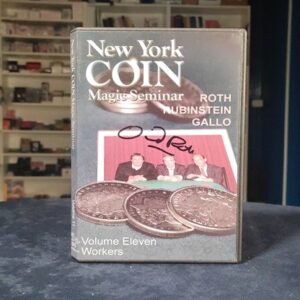 New York
COIN
Magic Seminar
ROTH
RUBINSTEIN
GALLO
Volume Eleven
Workers